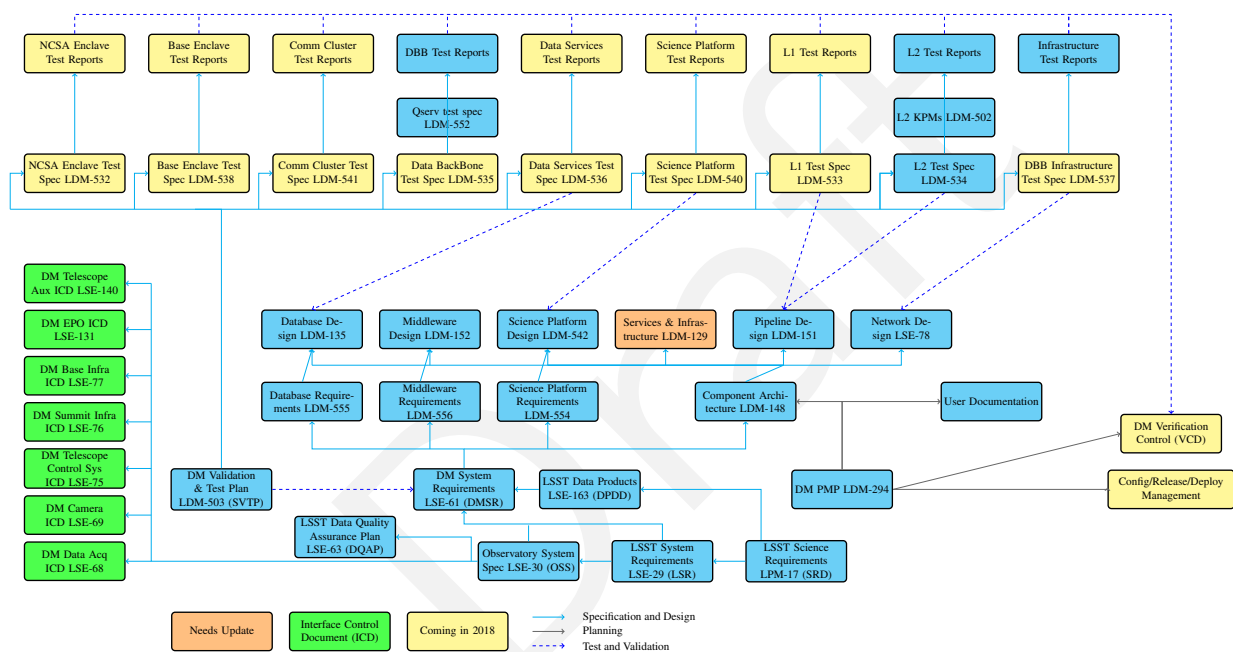 NCSA Enclave
Test Reports
Base Enclave
Test Reports
Comm Cluster
Test Reports
DBB Test Reports
Data Services
Test Reports
Science Platform
Test Reports
L1 Test Reports
L2 Test Reports
Infrastructure
Test Reports
Qserv test spec
LDM-552
L2 KPMs LDM-502
NCSA Enclave Test
Spec LDM-532
Base Enclave Test
Spec LDM-538
Comm Cluster Test
Spec LDM-541
Data BackBone
Test Spec LDM-535
Data Services Test
Spec LDM-536
Science Platform
Test Spec LDM-540
L1 Test Spec
LDM-533
L2 Test Spec
LDM-534
DBB Infrastructure
Test Spec LDM-537
DM Telescope
Aux ICD LSE-140
DM EPO ICD
LSE-131
DM Base Infra
ICD LSE-77
DM Summit Infra
ICD LSE-76
DM Telescope
Control Sys
ICD LSE-75
DM Camera
ICD LSE-69
DM Data Acq
ICD LSE-68
Database De-
sign LDM-135
Middleware
Design LDM-152
Science Platform
Design LDM-542
Services & Infras-
tructure LDM-129
Pipeline De-
sign LDM-151
Network De-
sign LSE-78
Database Require-
ments LDM-555
Middleware
Requirements
LDM-556
Science Platform
Requirements
LDM-554
Component Archi-
tecture LDM-148
User Documentation
DM Verification
Control (VCD)
DM Validation
& Test Plan
LDM-503 (SVTP)
DM System
Requirements
LSE-61 (DMSR)
LSST Data Products
LSE-163 (DPDD)
DM PMP LDM-294
Config/Release/Deploy
Management
LSST Data Quality
Assurance Plan
LSE-63 (DQAP)
Observatory System
Spec LSE-30 (OSS)
LSST System
Requirements
LSE-29 (LSR)
LSST Science
Requirements
LPM-17 (SRD)
Needs Update
Interface Control
Document (ICD)
Coming in 2018
Specification and Design
Planning
Test and Validation
Draft